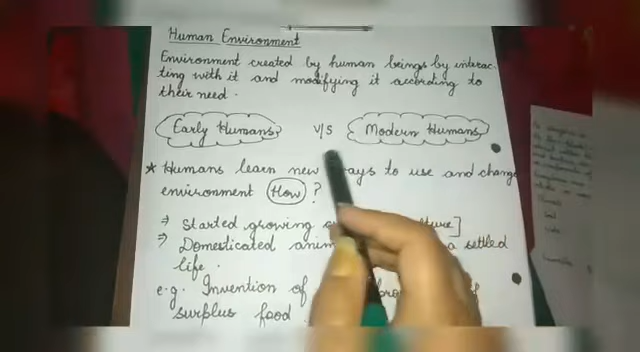 Human Environment
Environment created by human beings by interac-
ting with it and modifying it according to
their need.
Early Humans v/s Modern Humans
* Humans learn new ways to use and change
environment How ?
⇒ Started growing
⇒ Domesticated a settled
life.
e.g. Invention of of
surplus food